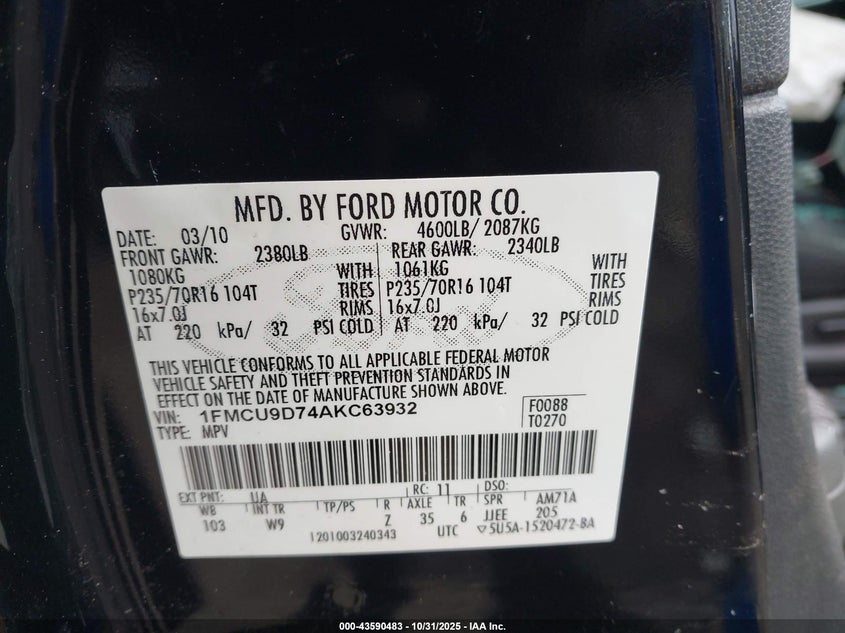 MFD. BY FORD MOTOR CO.
DATE: 03/10 GVWR: 4600LB/ 2087KG
FRONT GAWR: 2380LB REAR GAWR: 2340LB
1080KG WITH 1061KG WITH
P235/70R16 104T TIRES P235/70R16 104T TIRES
16x7.0J RIMS 16x7.0J RIMS
AT 220 kPa/ 32 PSI COLD AT 220 kPa/ 32 PSI COLD
THIS VEHICLE CONFORMS TO ALL APPLICABLE FEDERAL MOTOR
VEHICLE SAFETY AND THEFT PREVENTION STANDARDS IN
EFFECT ON THE DATE OF MANUFACTURE SHOWN ABOVE.
VIN: 1FMCU9D74AKC63932 F0088
TYPE: MPV T0270
EXT PNT: UA RC: 11 DSO:
WB INT TR TP/PS R AXLE TR SPR AM71A
103 W9 Z 35 6 JJEE 205
1201003240343 UTC ▽5U5A-1520472-BA
000-43590483 - 10/31/2025 - IAA Inc.